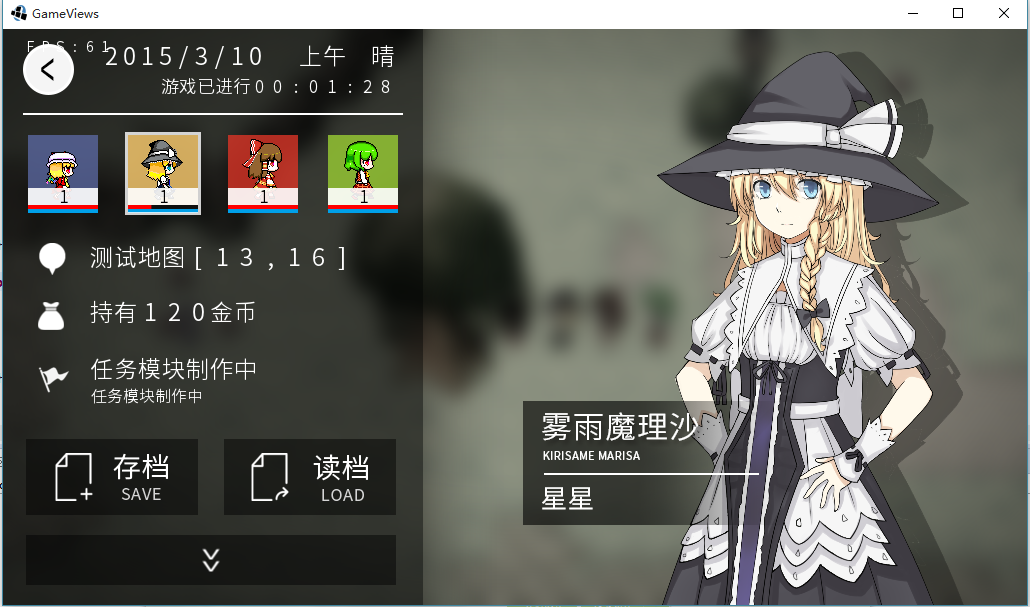 GameViews
FPS:61
2015/3/10 上午 晴
游戏已进行00:01:28
1 1 1 1
测试地图[13,16]
持有120金币
任务模块制作中
任务模块制作中
存档
SAVE
读档
LOAD
雾雨魔理沙
KIRISAME MARISA
星星